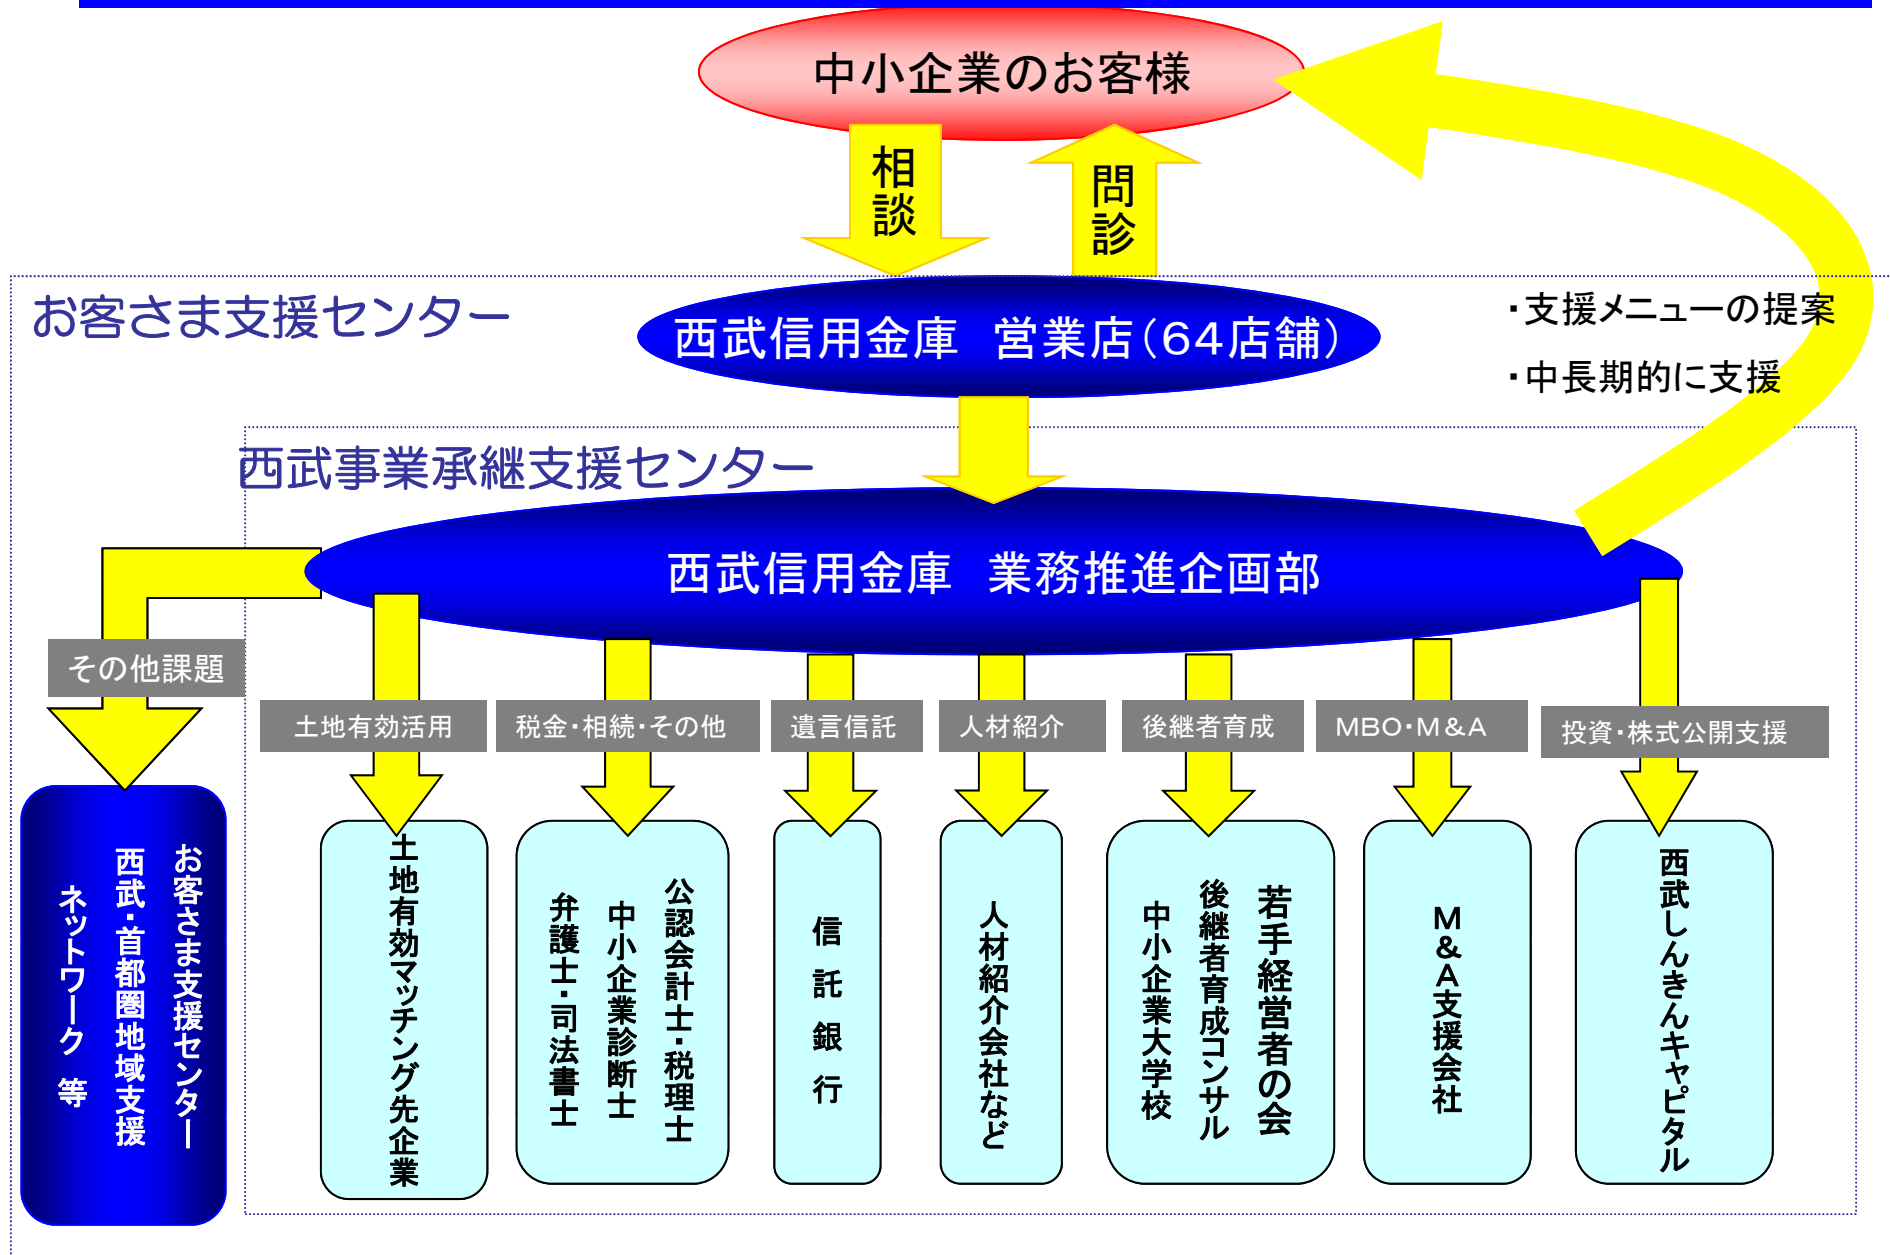 中小企業のお客様
相談
問診
お客さま支援センター
西武信用金庫　営業店(64店舗)
・支援メニューの提案
・中長期的に支援
西武事業承継支援センター
西武信用金庫　業務推進企画部
その他課題
土地有効活用
税金・相続・その他
遺言信託
人材紹介
後継者育成
MBO・M&A
投資・株式公開支援
お客さま支援センター
西武・首都圏地域支援
ネットワーク 等
土地有効マッチング先企業
公認会計士・税理士
中小企業診断士
弁護士・司法書士
信託銀行
人材紹介会社など
若手経営者の会
後継者育成コンサル
中小企業大学校
M&A支援会社
西武しんきんキャピタル